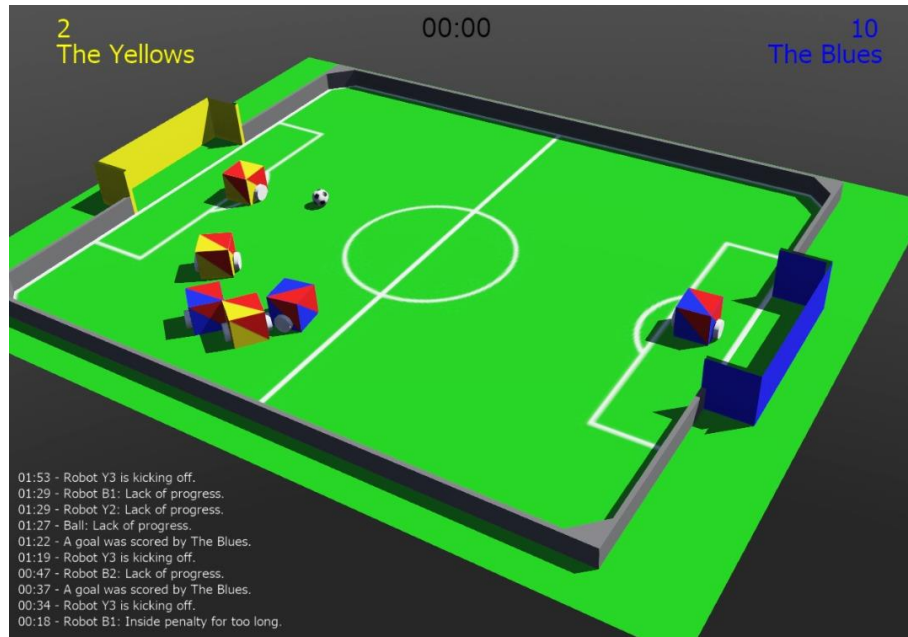 2
The Yellows
00:00
10
The Blues
01:53 - Robot Y3 is kicking off.
01:29 - Robot B1: Lack of progress.
01:29 - Robot Y2: Lack of progress.
01:27 - Ball: Lack of progress.
01:22 - A goal was scored by The Blues.
01:19 - Robot Y3 is kicking off.
00:47 - Robot B2: Lack of progress.
00:37 - A goal was scored by The Blues.
00:34 - Robot Y3 is kicking off.
00:18 - Robot B1: Inside penalty for too long.